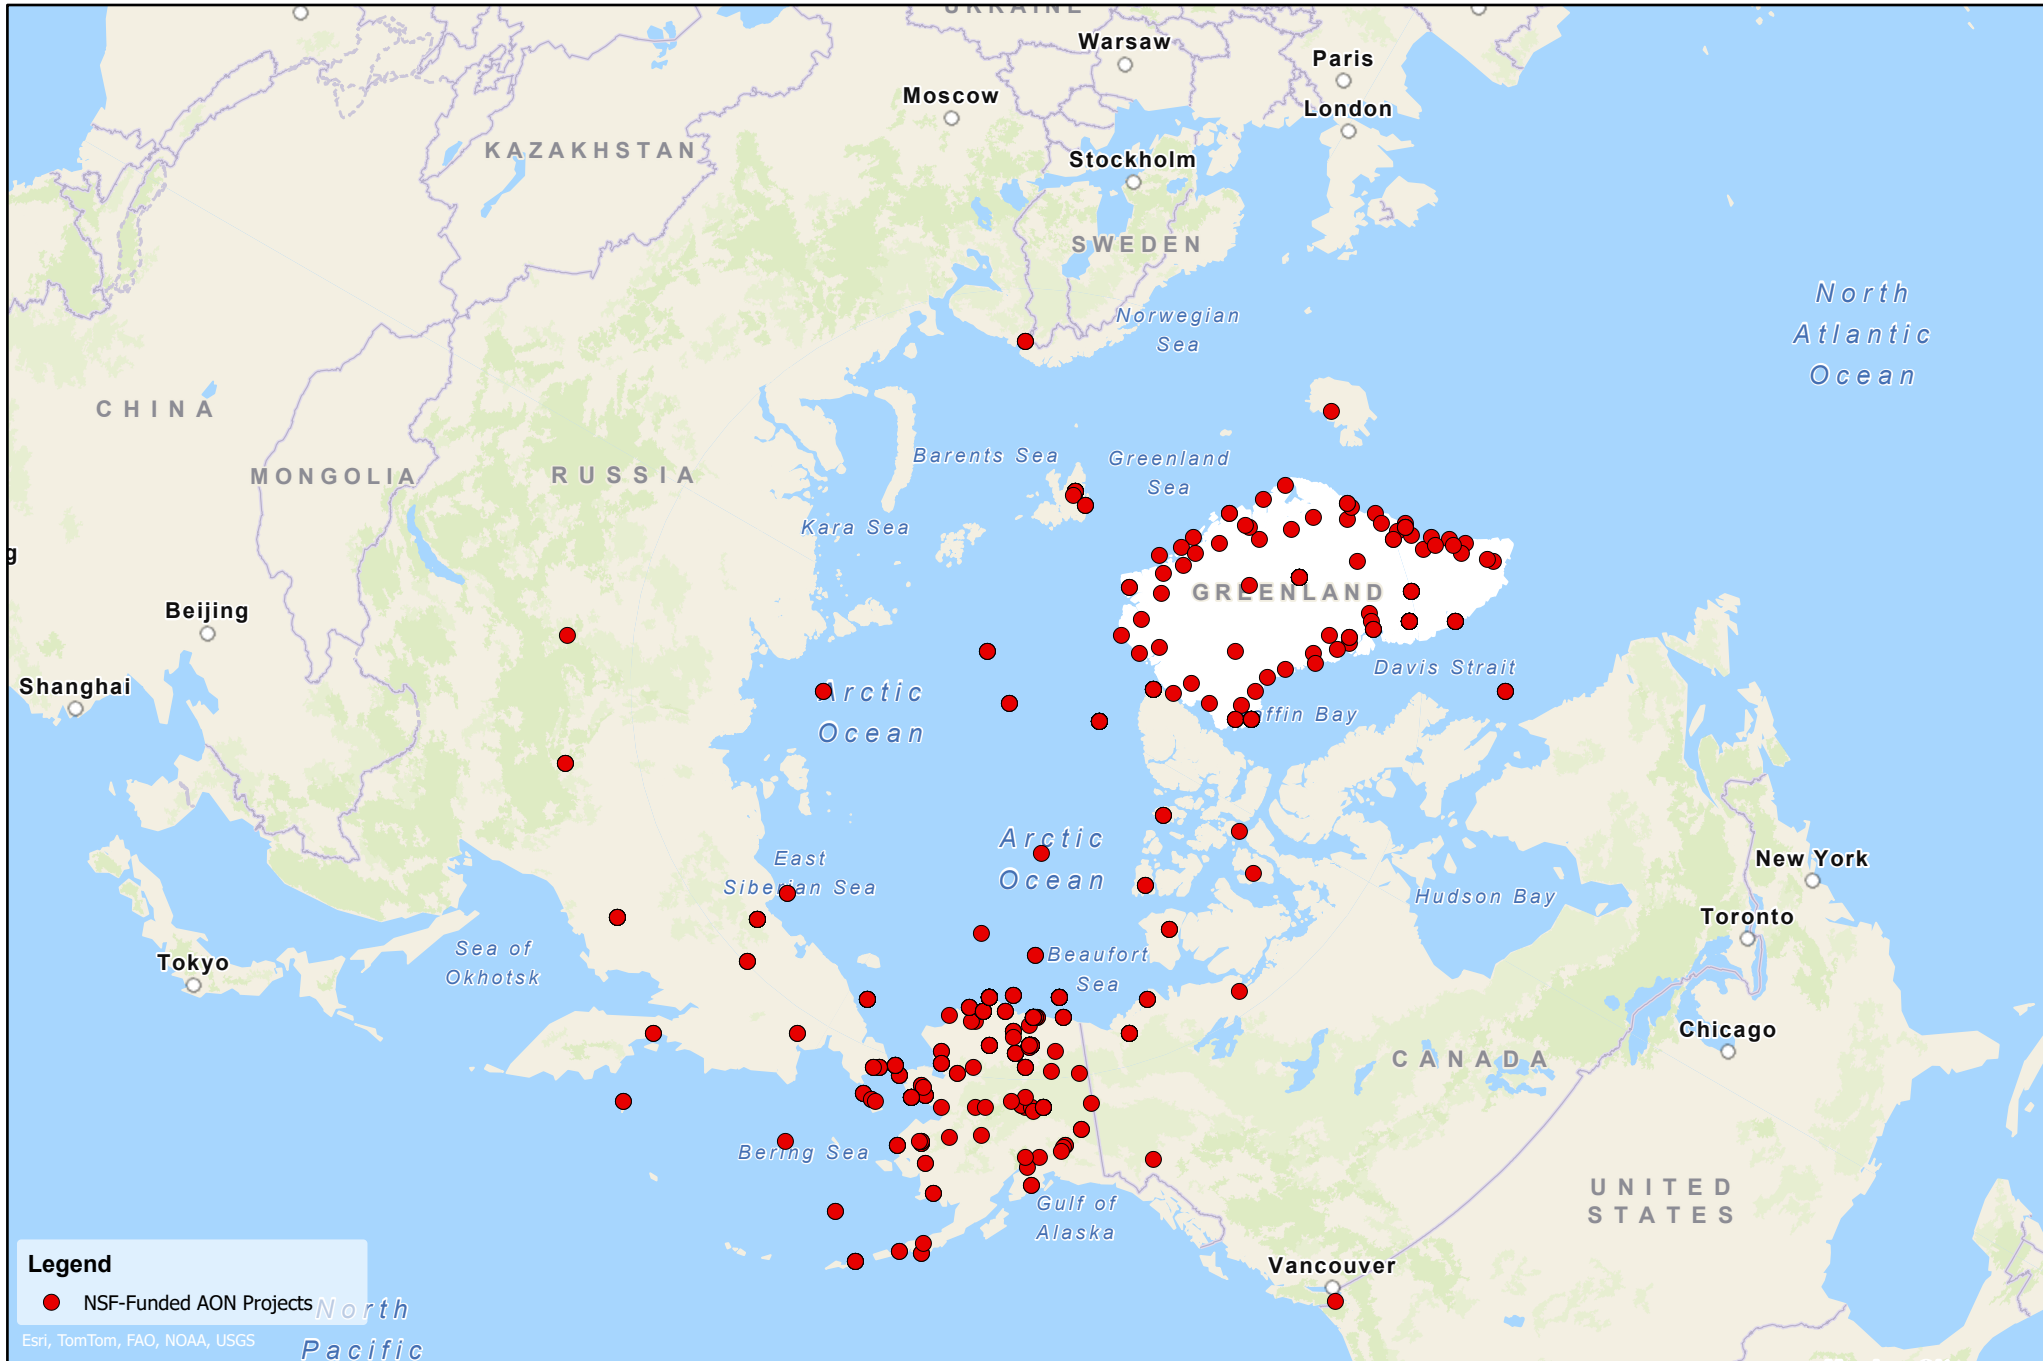 UKRAINE
Warsaw
Paris
Moscow
London
KAZAKHSTAN
Stockholm
SWEDEN
North
Atlantic
Ocean
Norwegian
Sea
CHINA
Barents Sea
Greenland
Sea
MONGOLIA
RUSSIA
Kara Sea
g
GREENLAND
Beijing
Davis Strait
Shanghai
Arctic
Ocean
ffin Bay
Arctic
Ocean
East
Siberian Sea
New York
Hudson Bay
Toronto
Sea of
Okhotsk
Beaufort
Sea
Tokyo
Chicago
CANADA
Bering Sea
UNITED
STATES
Gulf of
Alaska
Vancouver
Legend
NSF-Funded AON Projects
North
Pacific
Esri, TomTom, FAO, NOAA, USGS